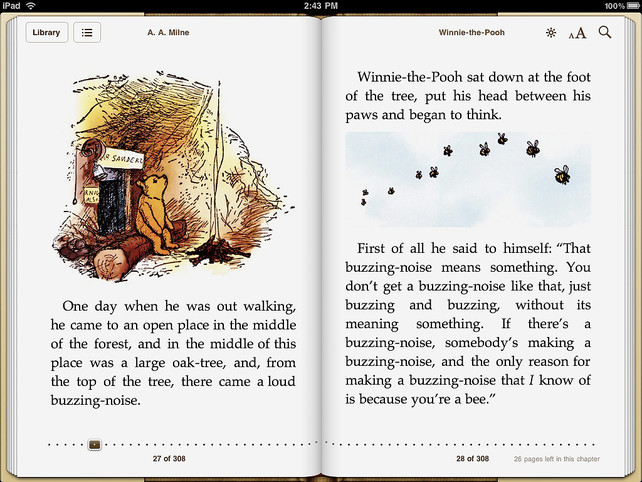 iPad 2:43 PM 100%
Library A. A. Milne Winnie-the-Pooh AA
MR SANDERS
One day when he was out walking,
he came to an open place in the middle
of the forest, and in the middle of this
place was a large oak-tree, and, from
the top of the tree, there came a loud
buzzing-noise.
27 of 308
Winnie-the-Pooh sat down at the foot
of the tree, put his head between his
paws and began to think.
First of all he said to himself: “That
buzzing-noise means something. You
don’t get a buzzing-noise like that, just
buzzing and buzzing, without its
meaning something. If there’s a
buzzing-noise, somebody’s making a
buzzing-noise, and the only reason for
making a buzzing-noise that I know of
is because you’re a bee.”
28 of 308 26 pages left in this chapter